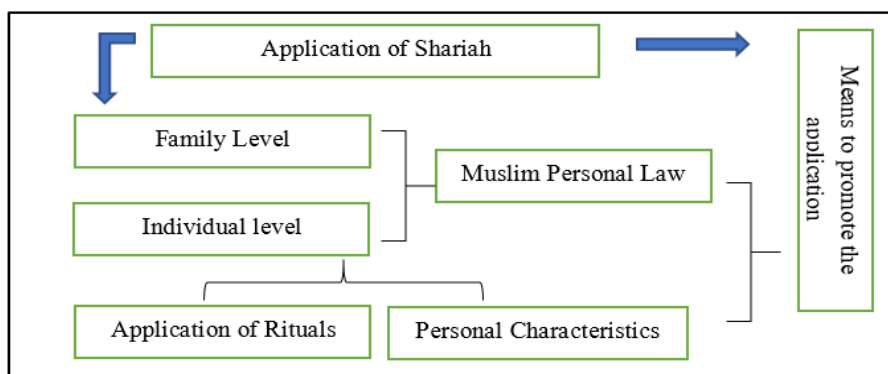 Application of Shariah
Means to promote the
application
Family Level
Muslim Personal Law
Individual level
Application of Rituals
Personal Characteristics